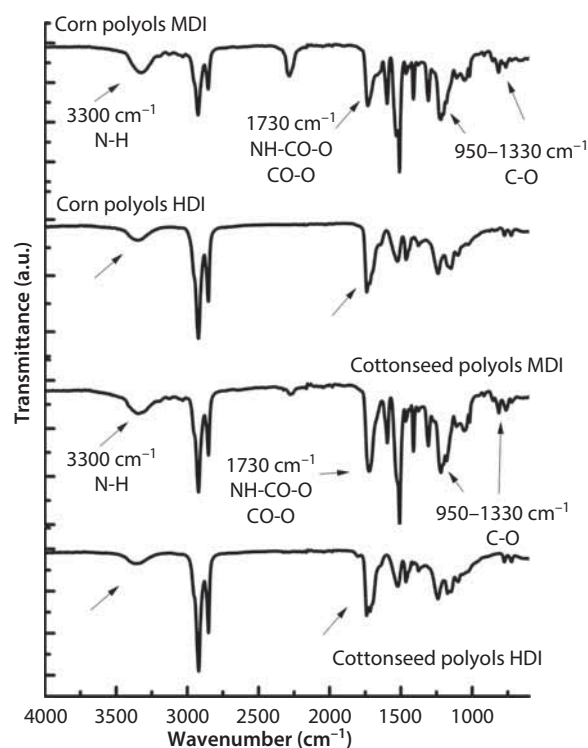 Corn polyols MDI
3300 cm⁻¹
N-H
1730 cm⁻¹
NH-CO-O
CO-O
950–1330 cm⁻¹
C-O
Corn polyols HDI
Cottonseed polyols MDI
3300 cm⁻¹
N-H
1730 cm⁻¹
NH-CO-O
CO-O
950–1330 cm⁻¹
C-O
Cottonseed polyols HDI
Transmittance (a.u.)
4000 3500 3000 2500 2000 1500 1000
Wavenumber (cm⁻¹)